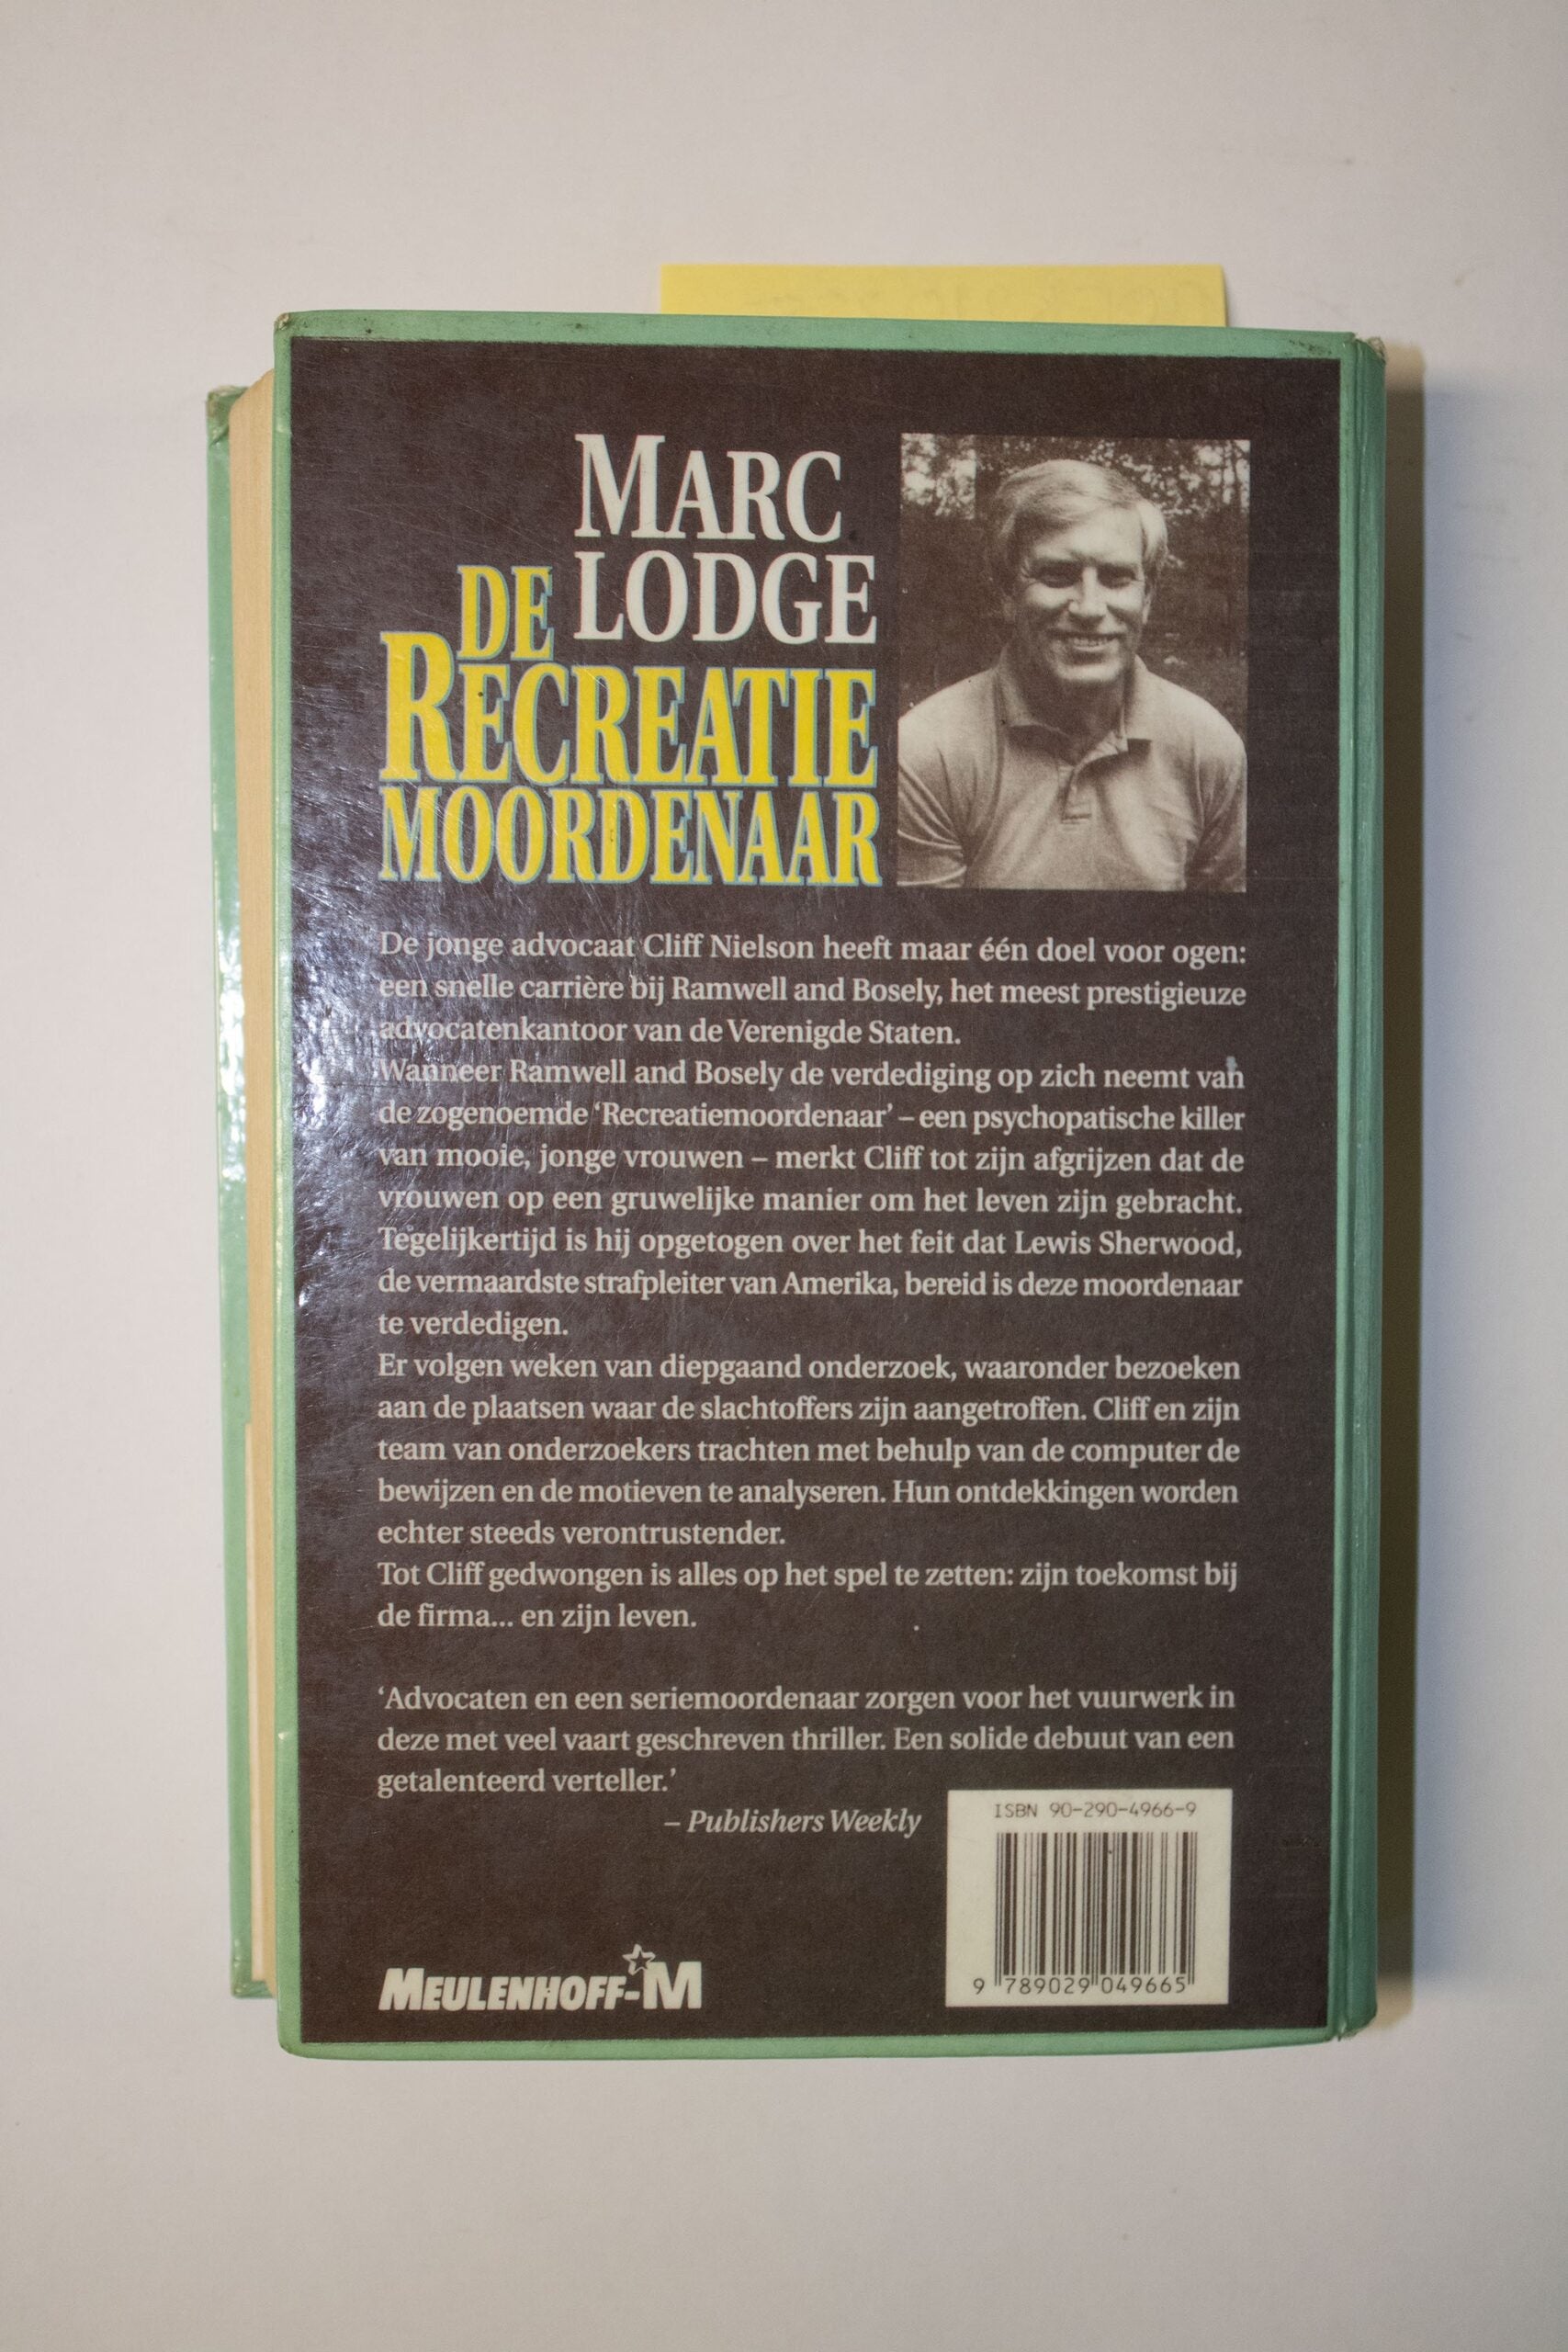 MARC
LODGE
DE
RECREATIE
MOORDENAAR
De jonge advocaat Cliff Nielson heeft maar één doel voor ogen:
een snelle carrière bij Ramwell and Bosely, het meest prestigieuze
advocatenkantoor van de Verenigde Staten.
Wanneer Ramwell and Bosely de verdediging op zich neemt van
de zogenoemde ‘Recreatiemoordenaar’ – een psychopatische killer
van mooie, jonge vrouwen – merkt Cliff tot zijn afgrijzen dat de
vrouwen op een gruwelijke manier om het leven zijn gebracht.
Tegelijkertijd is hij opgetogen over het feit dat Lewis Sherwood,
de vermaardste strafpleiter van Amerika, bereid is deze moordenaar
te verdedigen.
Er volgen weken van diepgaand onderzoek, waaronder bezoeken
aan de plaatsen waar de slachtoffers zijn aangetroffen. Cliff en zijn
team van onderzoekers trachten met behulp van de computer de
bewijzen en de motieven te analyseren. Hun ontdekkingen worden
echter steeds verontrustender.
Tot Cliff gedwongen is alles op het spel te zetten: zijn toekomst bij
de firma... en zijn leven.
‘Advocaten en een seriemoordenaar zorgen voor het vuurwerk in
deze met veel vaart geschreven thriller. Een solide debuut van een
getalenteerd verteller.’
– Publishers Weekly
ISBN 90-290-4966-9
9 789029 049665
MEULENHOFF-M